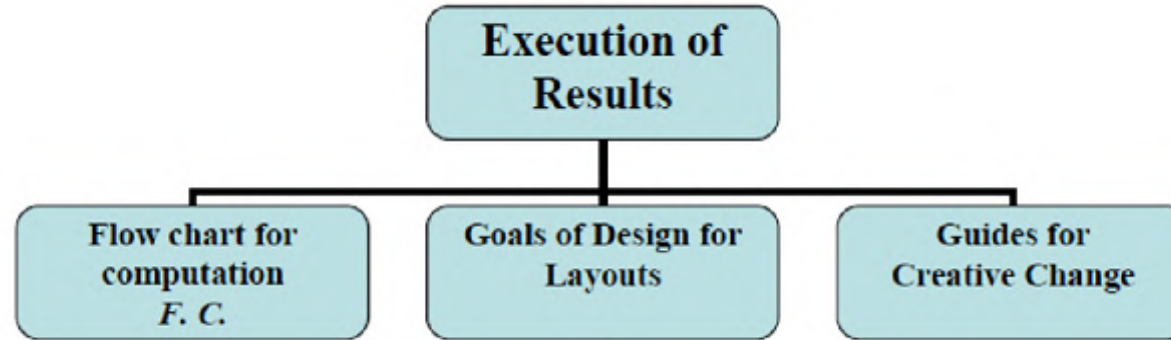 Execution of
Results
Flow chart for
computation
F. C.
Goals of Design for
Layouts
Guides for
Creative Change